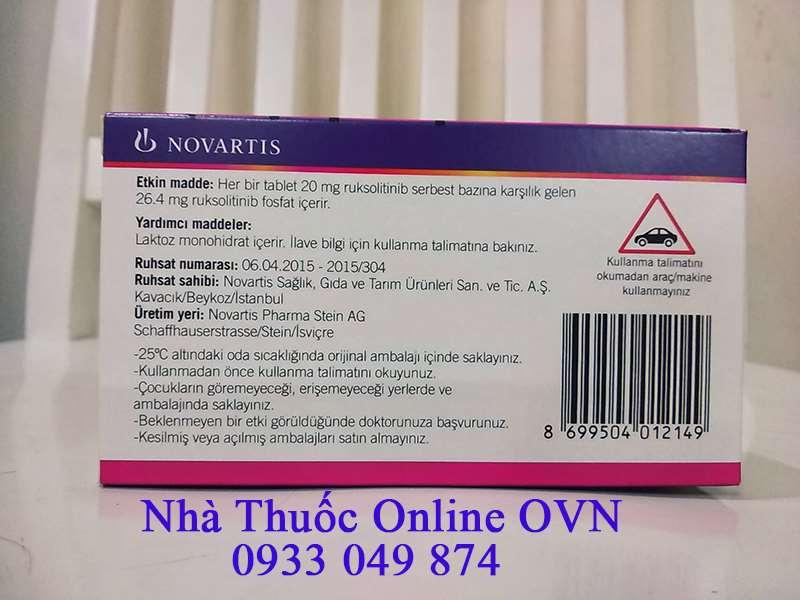 NOVARTIS
Etkin madde: Her bir tablet 20 mg ruksolitinib serbest bazına karşılık gelen
26.4 mg ruksolitinib fosfat içerir.
Yardımcı maddeler:
Laktoz monohidrat içerir. İlave bilgi için kullanma talimatına bakınız.
Ruhsat numarası: 06.04.2015 - 2015/304
Ruhsat sahibi: Novartis Sağlık, Gıda ve Tarım Ürünleri San. ve Tic. A.Ş.
Kavacık/Beykoz/İstanbul
Üretim yeri: Novartis Pharma Stein AG
Schaffhauserstrasse/Stein/İsviçre
-25ºC altındaki oda sıcaklığında orijinal ambalajı içinde saklayınız.
-Kullanmadan önce kullanma talimatını okuyunuz.
-Çocukların göremeyeceği, erişemeyeceği yerlerde ve
ambalajında saklayınız.
-Beklenmeyen bir etki görüldüğünde doktorunuza başvurunuz.
-Kesilmiş veya açılmış ambalajları satın almayınız.
Kullanma talimatını
okumadan araç/makine
kullanmayınız
8 699504 012149
Nhà Thuốc Online OVN
0933 049 874